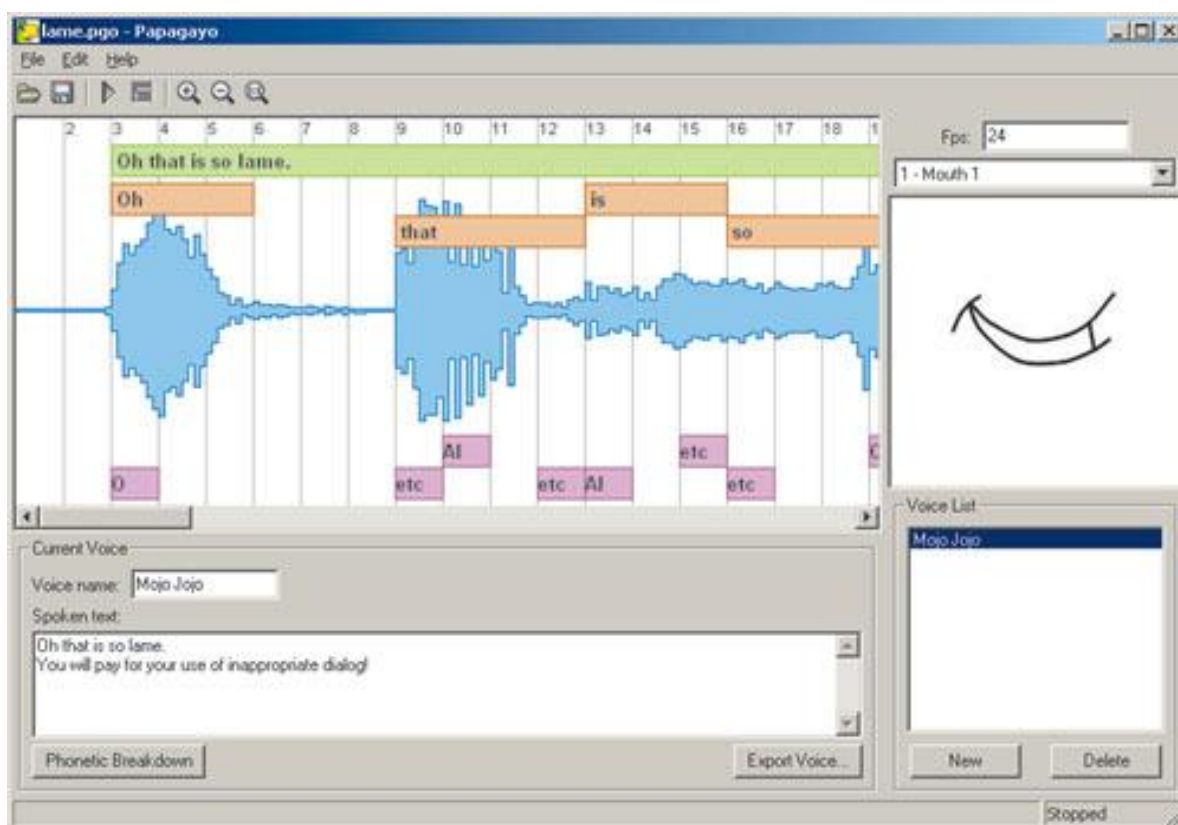 lame.pgo - Papagayo
File Edit Help
2 3 4 5 6 7 8 9 10 11 12 13 14 15 16 17 18
Oh that is so lame.
Oh is
that so
AI etc
O etc etc AI etc
Fps: 24
1 - Mouth 1
Current Voice
Voice name: Mojo Jojo
Spoken text:
Oh that is so lame.
You will pay for your use of inappropriate dialog!
Phonetic Breakdown Export Voice...
Voice List
Mojo Jojo
New Delete
Stopped